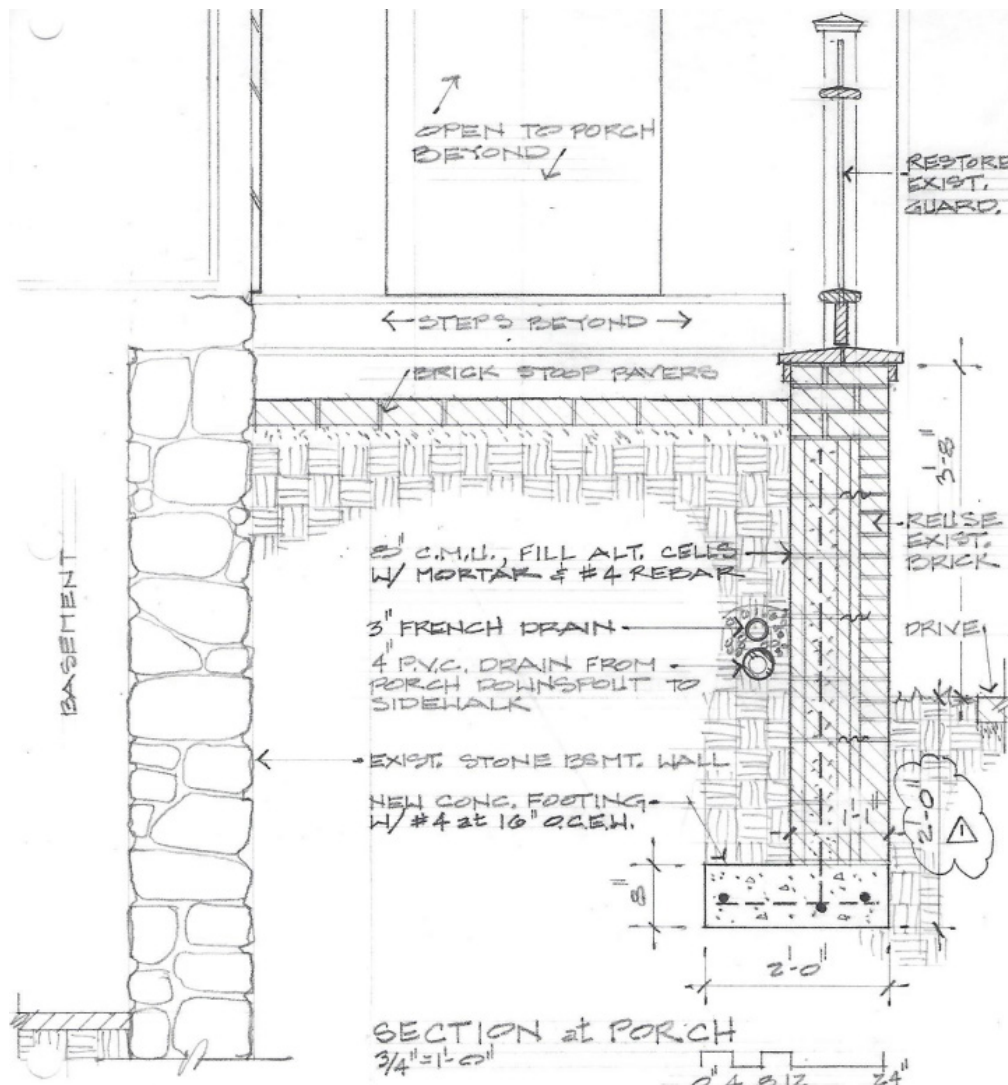 OPEN TO PORCH
BEYOND
RESTORE
EXIST.
GUARD.
STEPS BEYOND
BRICK STOOP PAVERS
3'-8"
8" C.M.U., FILL ALT. CELLS
W/ MORTAR & #4 REBAR
REUSE
EXIST.
BRICK
BASEMENT
3" FRENCH DRAIN
DRIVE
4" P.V.C. DRAIN FROM
PORCH DOWNSPOUT TO
SIDEWALK
EXIST. STONE BSMT. WALL
NEW CONC. FOOTING
W/ #4 at 16" O.C.E.W.
1'-1"
2'-0"
1
8"
2'-0"
SECTION at PORCH
3/4"=1'-0"
0" 4 8 12 24"